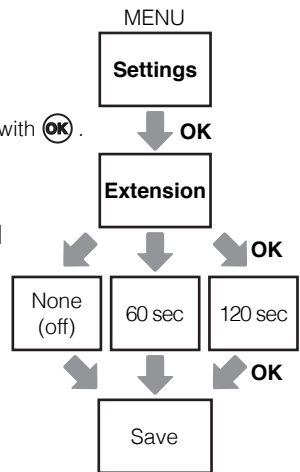 MENU
Settings
with OK .
OK
Extension
OK
None
(off)
60 sec
120 sec
OK
Save